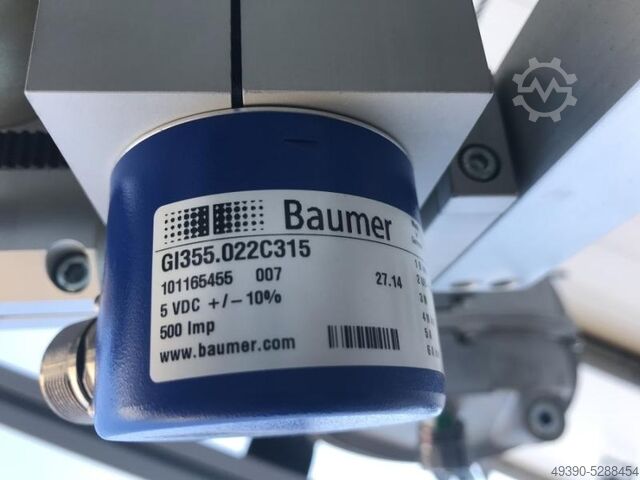 Baumer
GI355.022C315
101165455 007 27.14
5 VDC +/-10%
500 Imp
www.baumer.com
49390-5288454